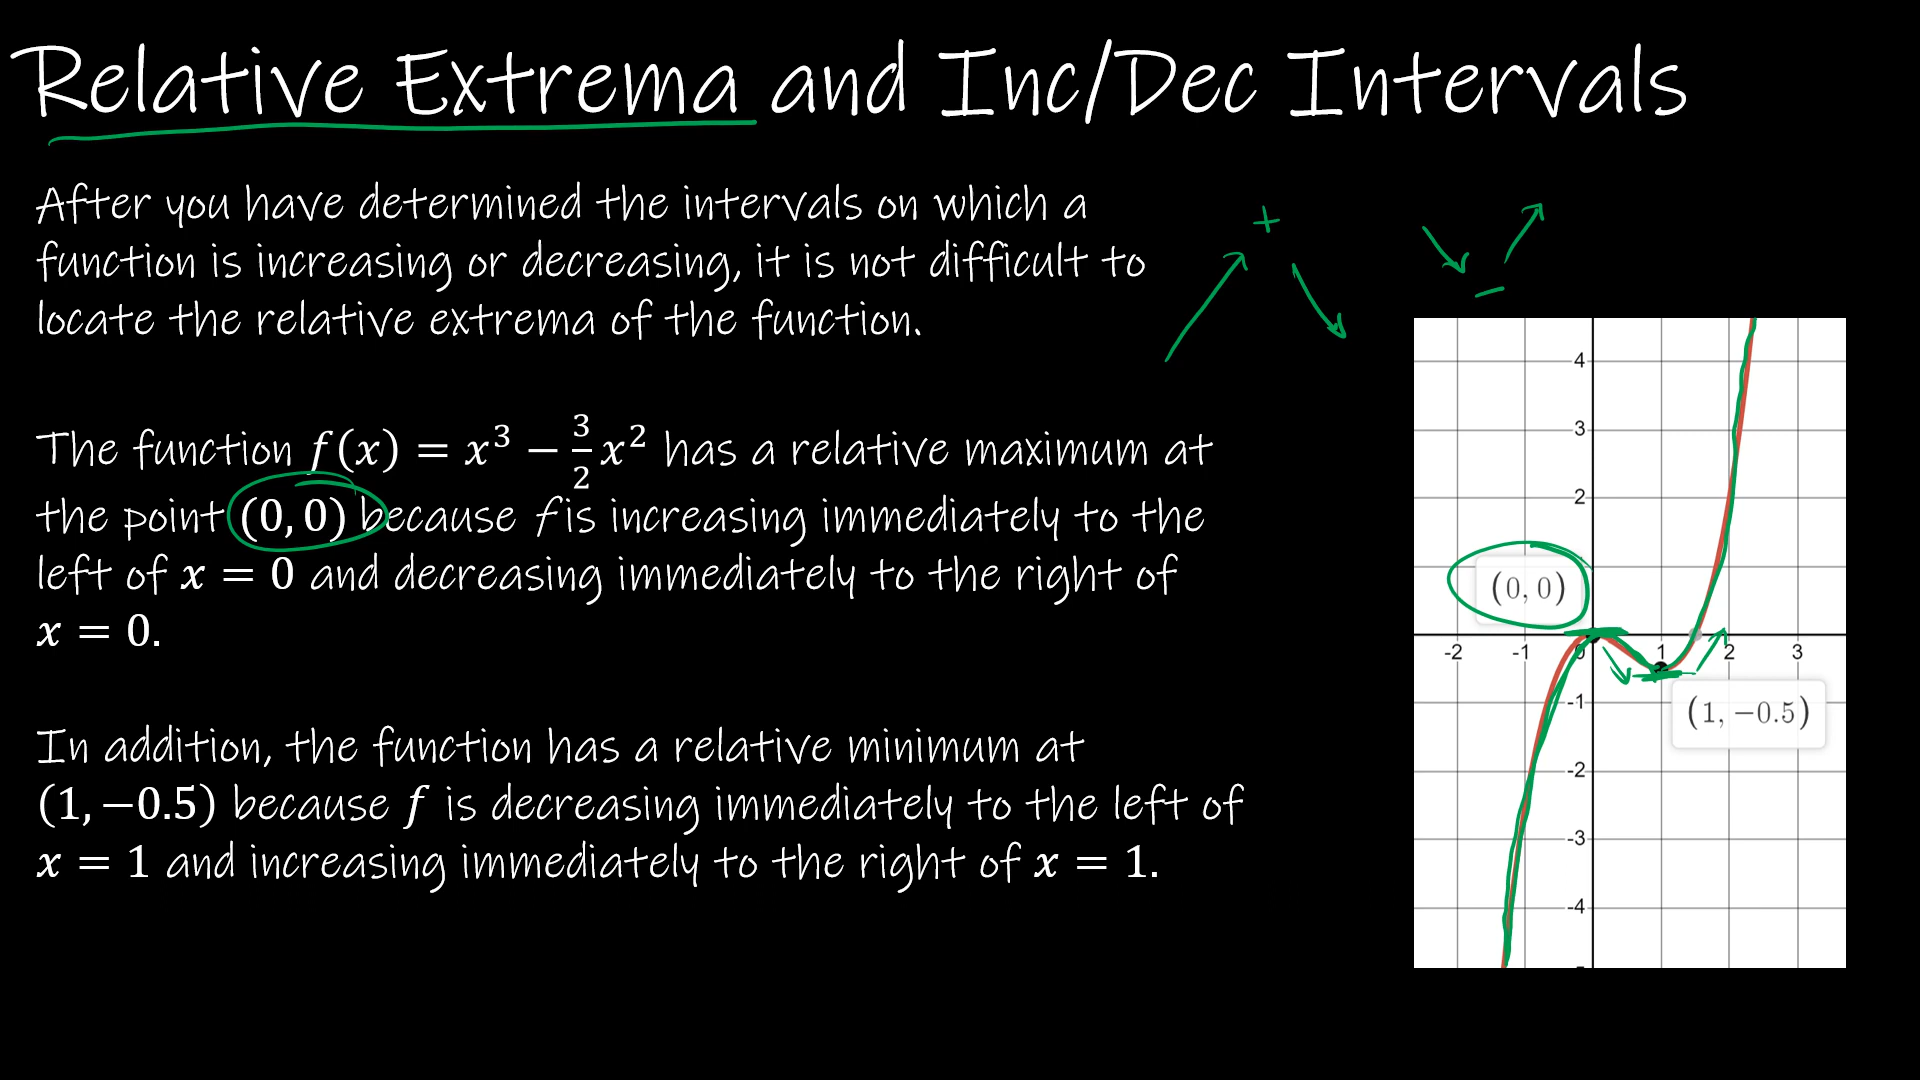 Relative Extrema and Inc/Dec Intervals
After you have determined the intervals on which a
function is increasing or decreasing, it is not difficult to
locate the relative extrema of the function.
+
−
The function f(x) = x³ − 3/2 x² has a relative maximum at
the point (0, 0) because f is increasing immediately to the
left of x = 0 and decreasing immediately to the right of
x = 0.
In addition, the function has a relative minimum at
(1, −0.5) because f is decreasing immediately to the left of
x = 1 and increasing immediately to the right of x = 1.
4
3
2
(0, 0)
-2 -1 0 1 2 3
-1
(1, −0.5)
-2
-3
-4